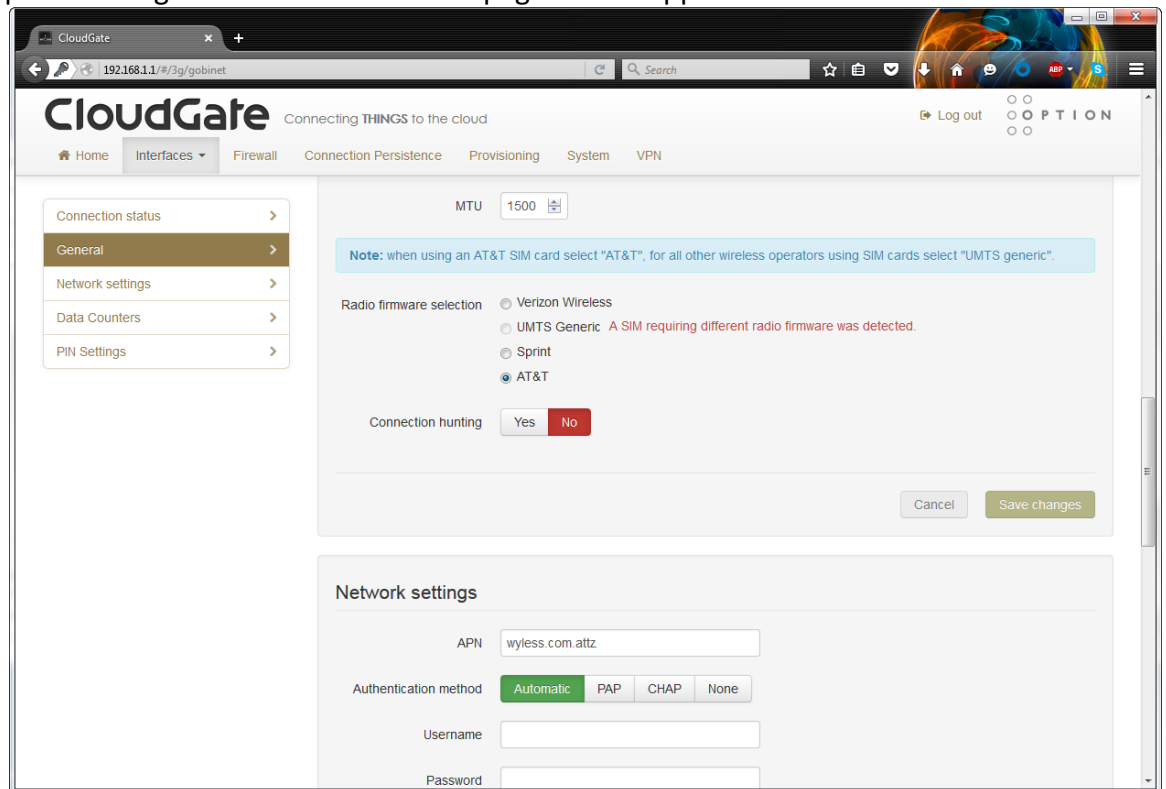 CloudGate
192.168.1.1/#/3g/gobinet
Search
ABP
S
CloudGate Connecting THINGS to the cloud
Log out
OPTION
Home Interfaces Firewall Connection Persistence Provisioning System VPN
Connection status
General
Network settings
Data Counters
PIN Settings
MTU 1500
Note: when using an AT&T SIM card select "AT&T", for all other wireless operators using SIM cards select "UMTS generic".
Radio firmware selection Verizon Wireless
UMTS Generic A SIM requiring different radio firmware was detected.
Sprint
AT&T
Connection hunting Yes No
Cancel Save changes
Network settings
APN wyless.com.attz
Authentication method Automatic PAP CHAP None
Username
Password